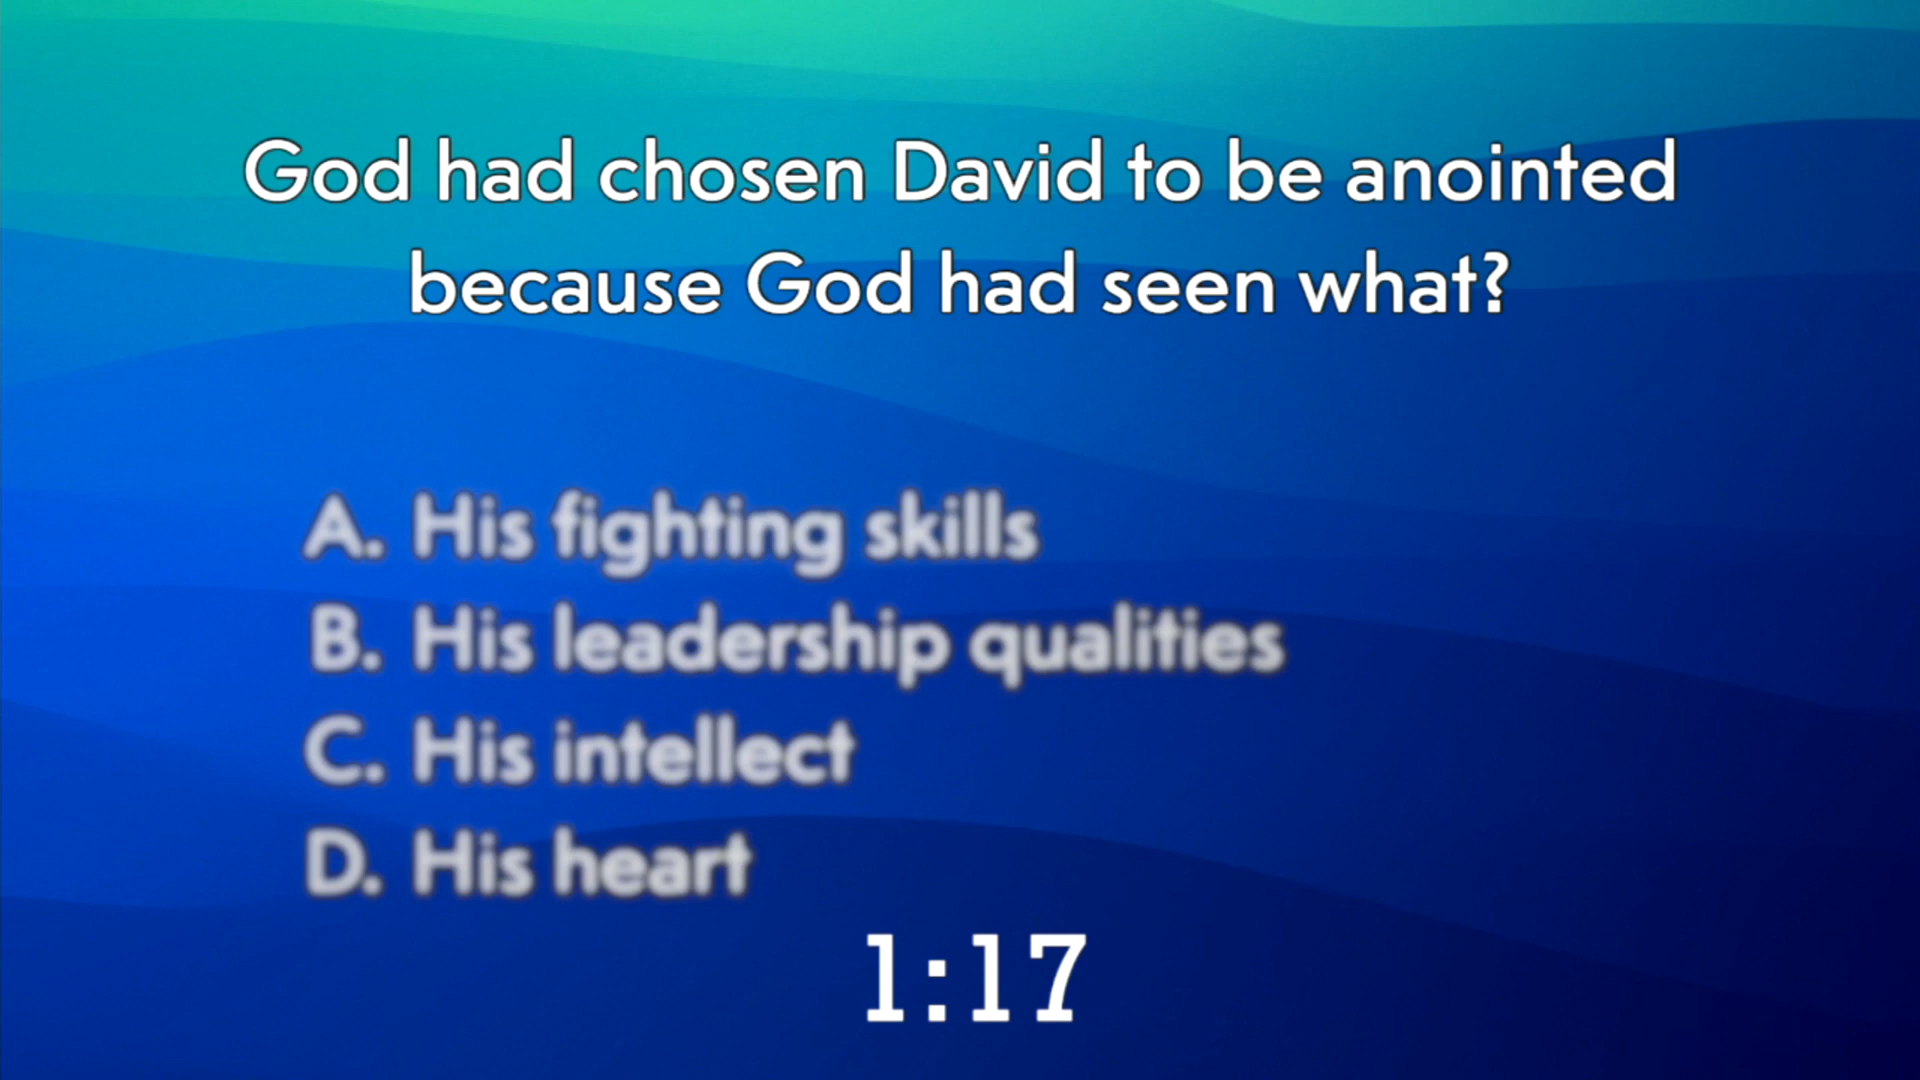 God had chosen David to be anointed
because God had seen what?
A. His fighting skills
B. His leadership qualities
C. His intellect
D. His heart
1:17